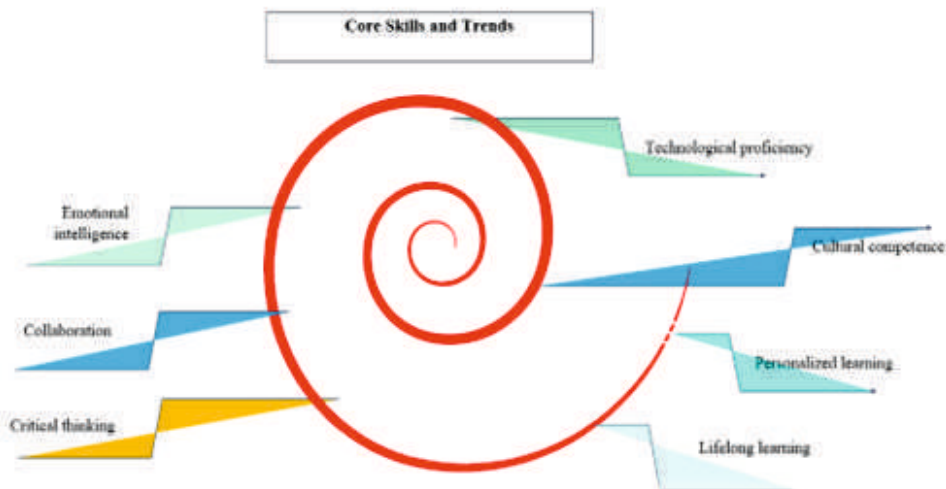 Core Skills and Trends
Technological proficiency
Emotional
intelligence
Cultural competence
Collaboration
Personalized learning
Critical thinking
Lifelong learning